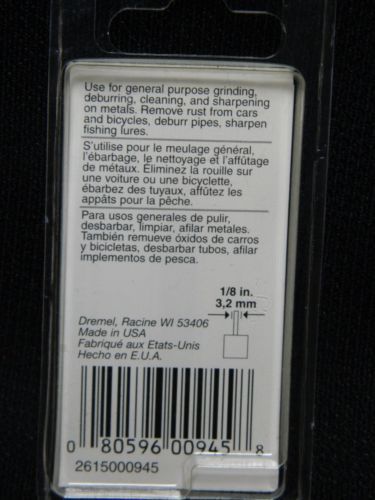 Use for general purpose grinding,
deburring, cleaning, and sharpening
on metals. Remove rust from cars
and bicycles, deburr pipes, sharpen
fishing lures.
S'utilise pour le meulage général,
l'ébarbage, le nettoyage et l'affûtage
de métaux. Éliminez la rouille sur
une voiture ou une bicyclette,
ébarbez des tuyaux, affûtez les
appâts pour la pêche.
Para usos generales de pulir,
desbarbar, limpiar, afilar metales.
También remueve óxidos de carros
y bicicletas, desbarbar tubos, afilar
implementos de pesca.
1/8 in.
3,2 mm
Dremel, Racine WI 53406
Made in USA
Fabriqué aux Etats-Unis
Hecho en E.U.A.
0 80596 00945 8
2615000945